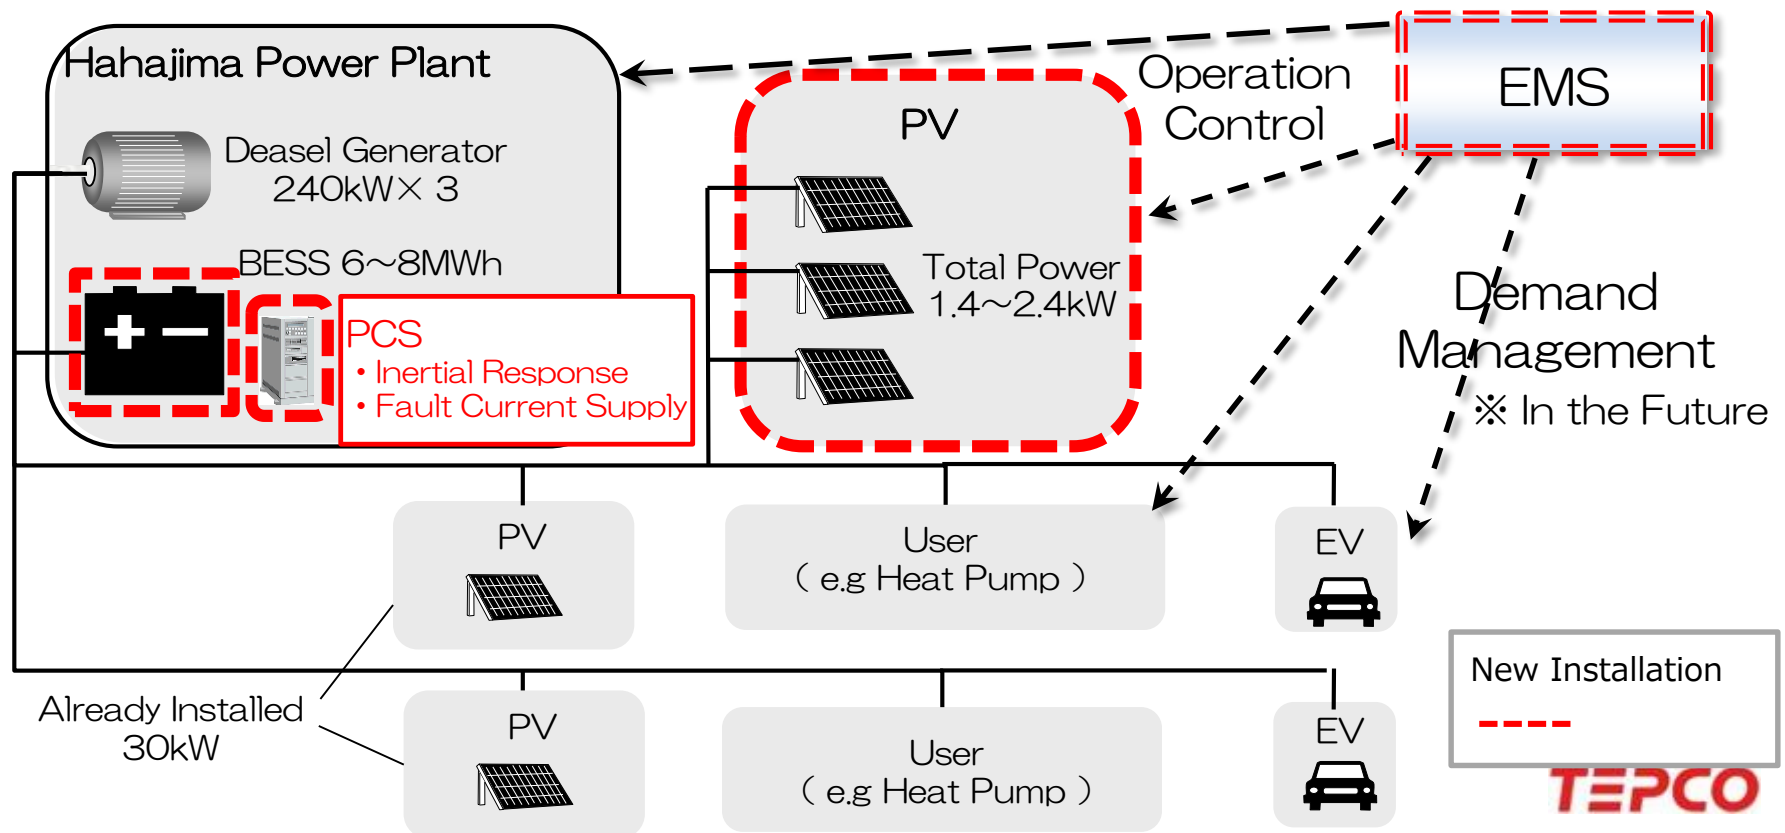 Hahajima Power Plant
Deasel Generator
240kW× 3
BESS 6～8MWh
PCS
・Inertial Response
・Fault Current Supply
PV
Total Power
1.4～2.4kW
Operation
Control
EMS
Demand
Management
※ In the Future
PV
User
（ e.g Heat Pump ）
EV
Already Installed
30kW
PV
User
（ e.g Heat Pump ）
EV
New Installation
TEPCO